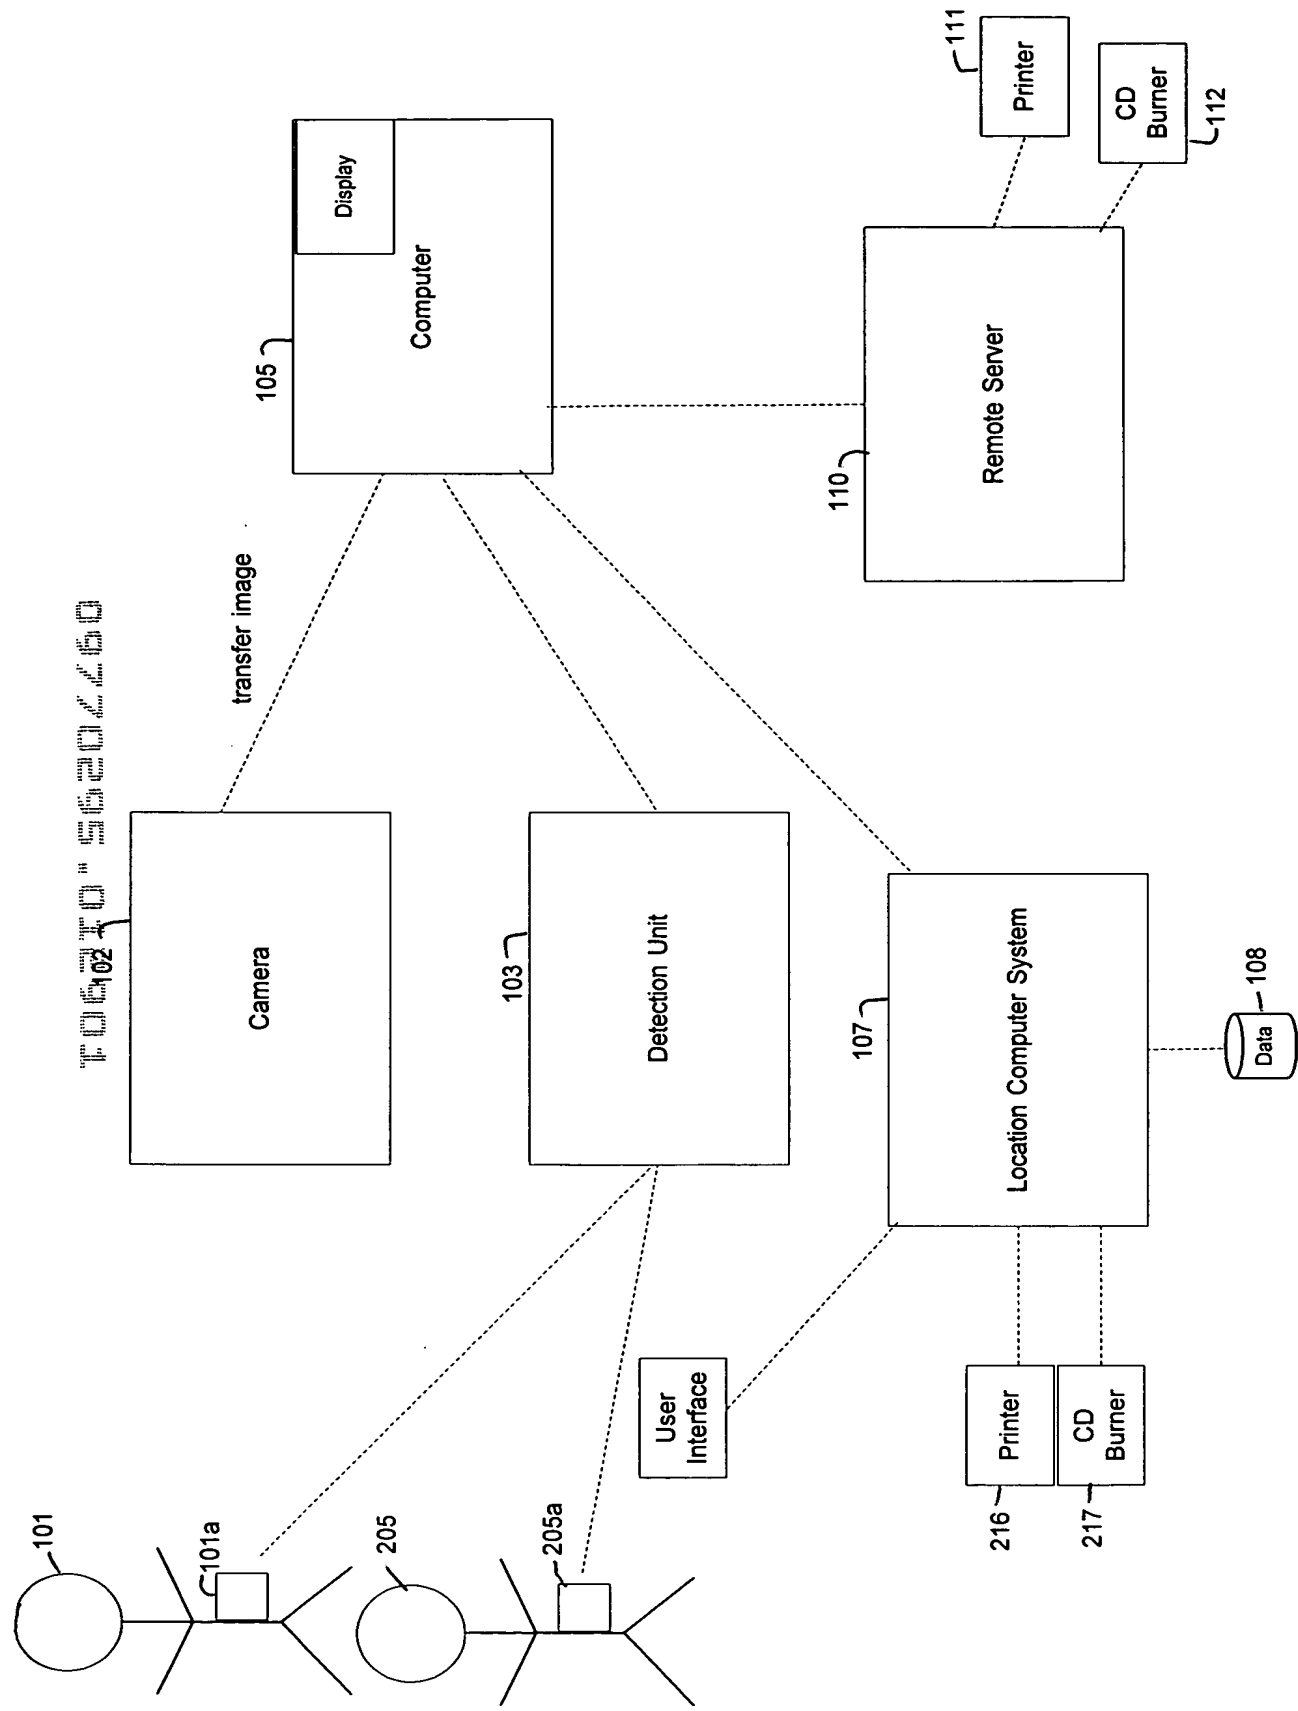 101
101a
102
transfer image
105
Camera
Display
Computer
205
205a
103
Detection Unit
User
Interface
107
110
111
Printer
216
Printer
Location Computer System
Remote Server
217
CD
Burner
CD
Burner
112
108
Data